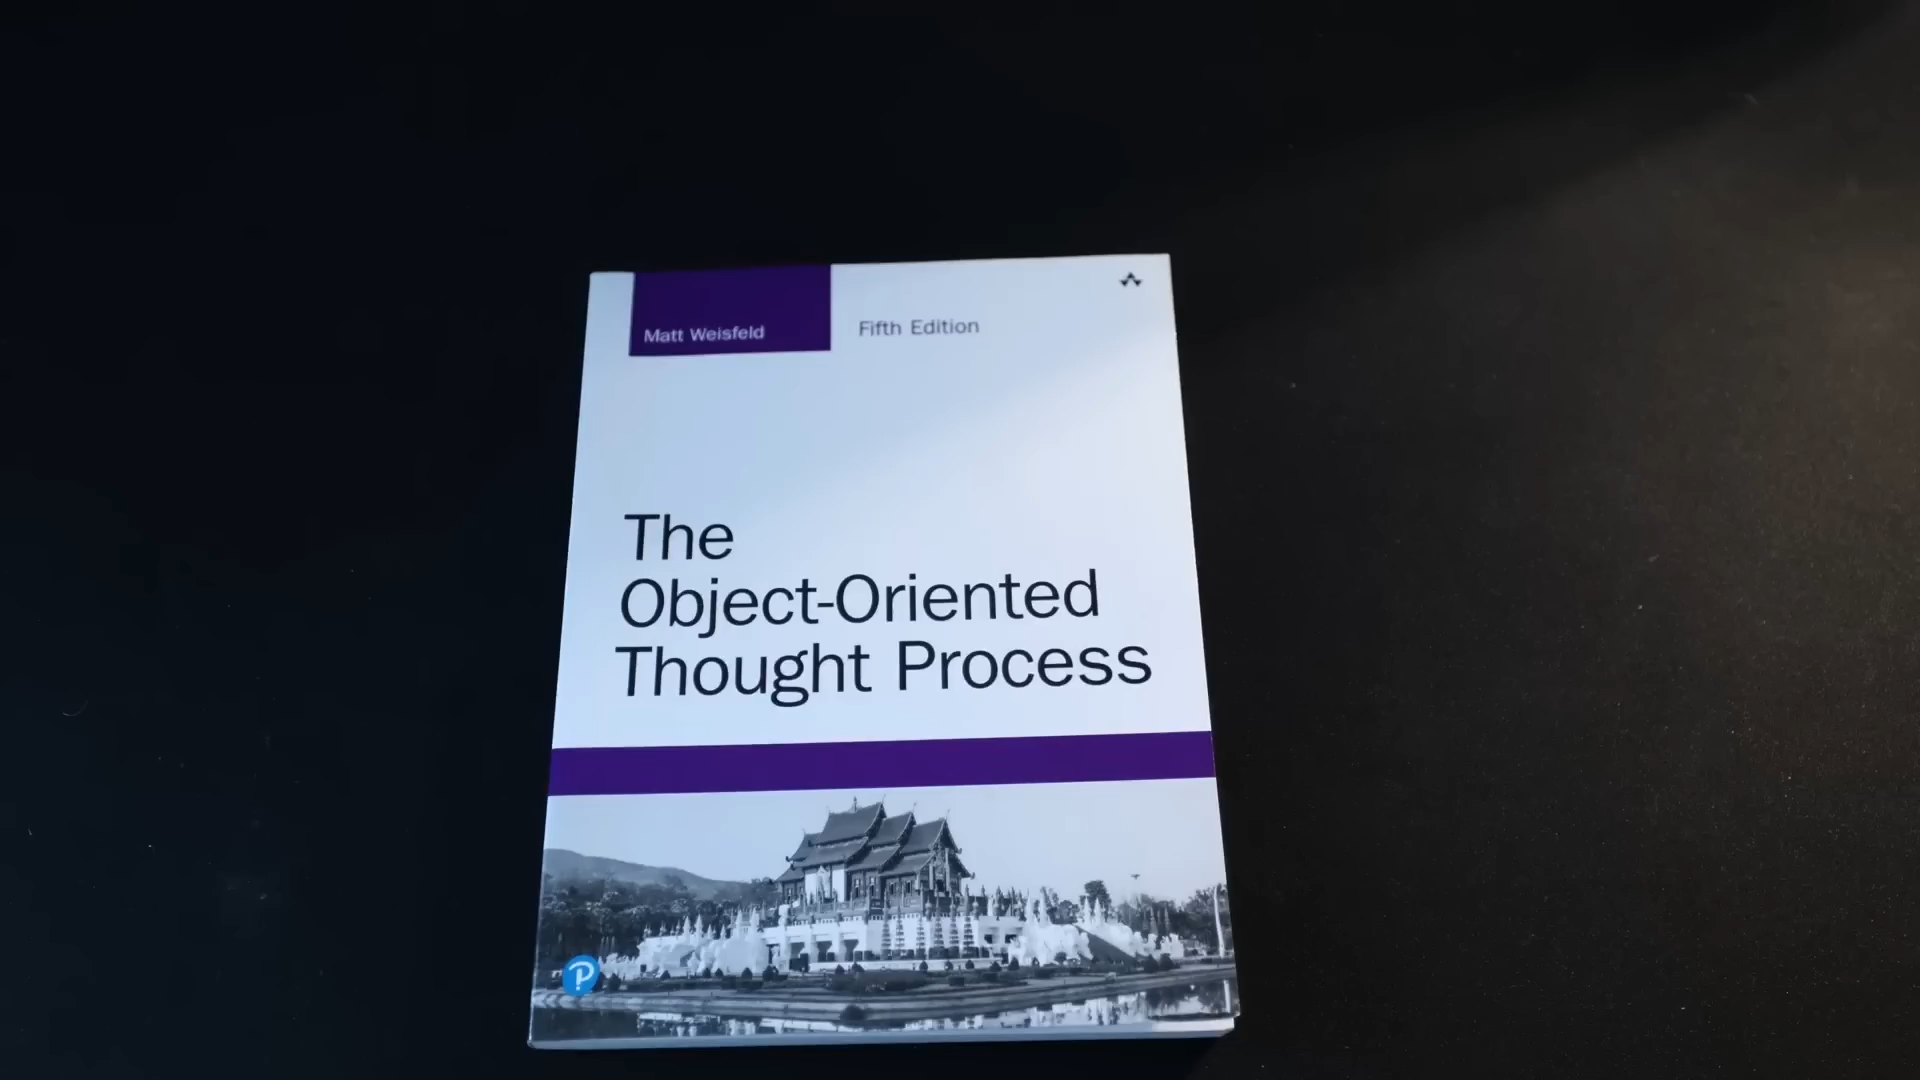 Matt Weisfeld
Fifth Edition
The
Object-Oriented
Thought Process